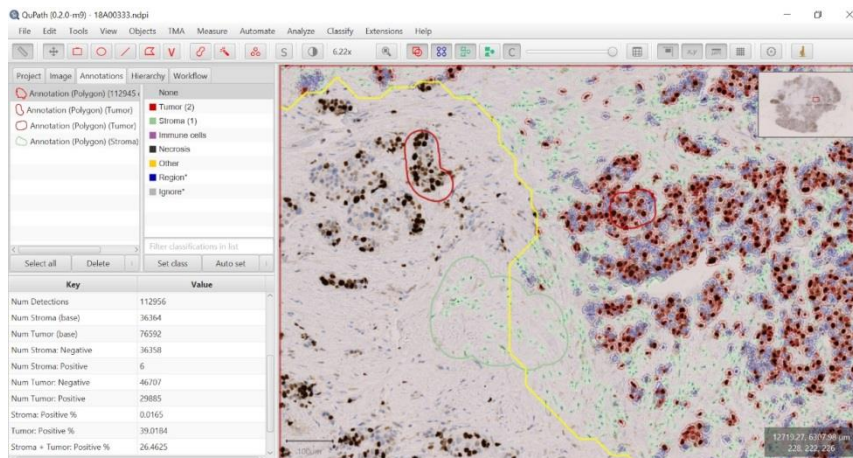 QuPath (0.2.0-m9) - 18A00333.ndpi
File Edit Tools View Objects TMA Measure Automate Analyze Classify Extensions Help
S 6.22x C
Project Image Annotations Hierarchy Workflow
Annotation (Polygon) (112945
Annotation (Polygon) (Tumor)
Annotation (Polygon) (Tumor)
Annotation (Polygon) (Stroma)
None
Tumor (2)
Stroma (1)
Immune cells
Necrosis
Other
Region*
Ignore*
Filter classifications in list
Select all Delete Set class Auto set
Key Value
Num Detections 112956
Num Stroma (base) 36364
Num Tumor (base) 76592
Num Stroma: Negative 36358
Num Stroma: Positive 6
Num Tumor: Negative 46707
Num Tumor: Positive 29885
Stroma: Positive % 0.0165
Tumor: Positive % 39.0184
Stroma + Tumor: Positive % 26.4625
228, 222, 226